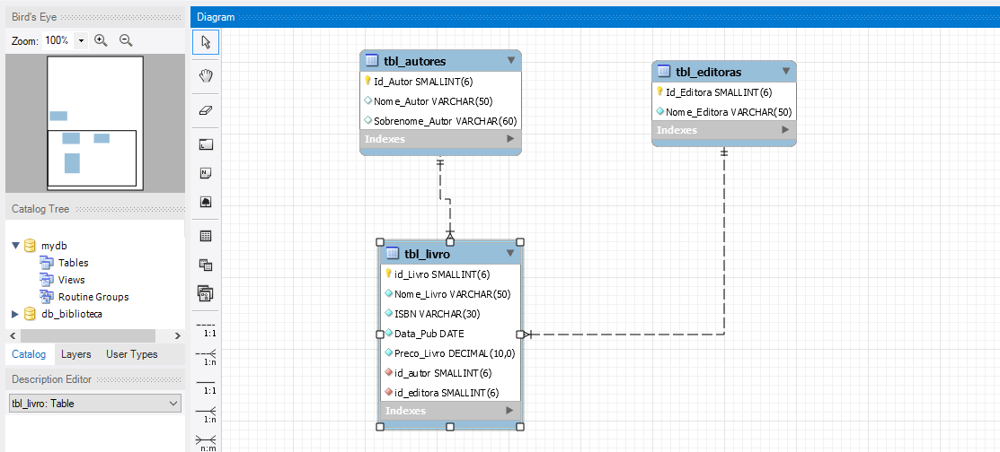 Bird's Eye
Zoom: 100%
Catalog Tree
mydb
Tables
Views
Routine Groups
db_biblioteca
Catalog Layers User Types
Description Editor
tbl_livro: Table
1:1
1:n
1:1
1:n
n:m
Diagram
tbl_autores
Id_Autor SMALLINT(6)
Nome_Autor VARCHAR(50)
Sobrenome_Autor VARCHAR(60)
Indexes
tbl_editoras
Id_Editora SMALLINT(6)
Nome_Editora VARCHAR(50)
Indexes
tbl_livro
id_Livro SMALLINT(6)
Nome_Livro VARCHAR(50)
ISBN VARCHAR(30)
Data_Pub DATE
Preco_Livro DECIMAL(10,0)
id_autor SMALLINT(6)
id_editora SMALLINT(6)
Indexes